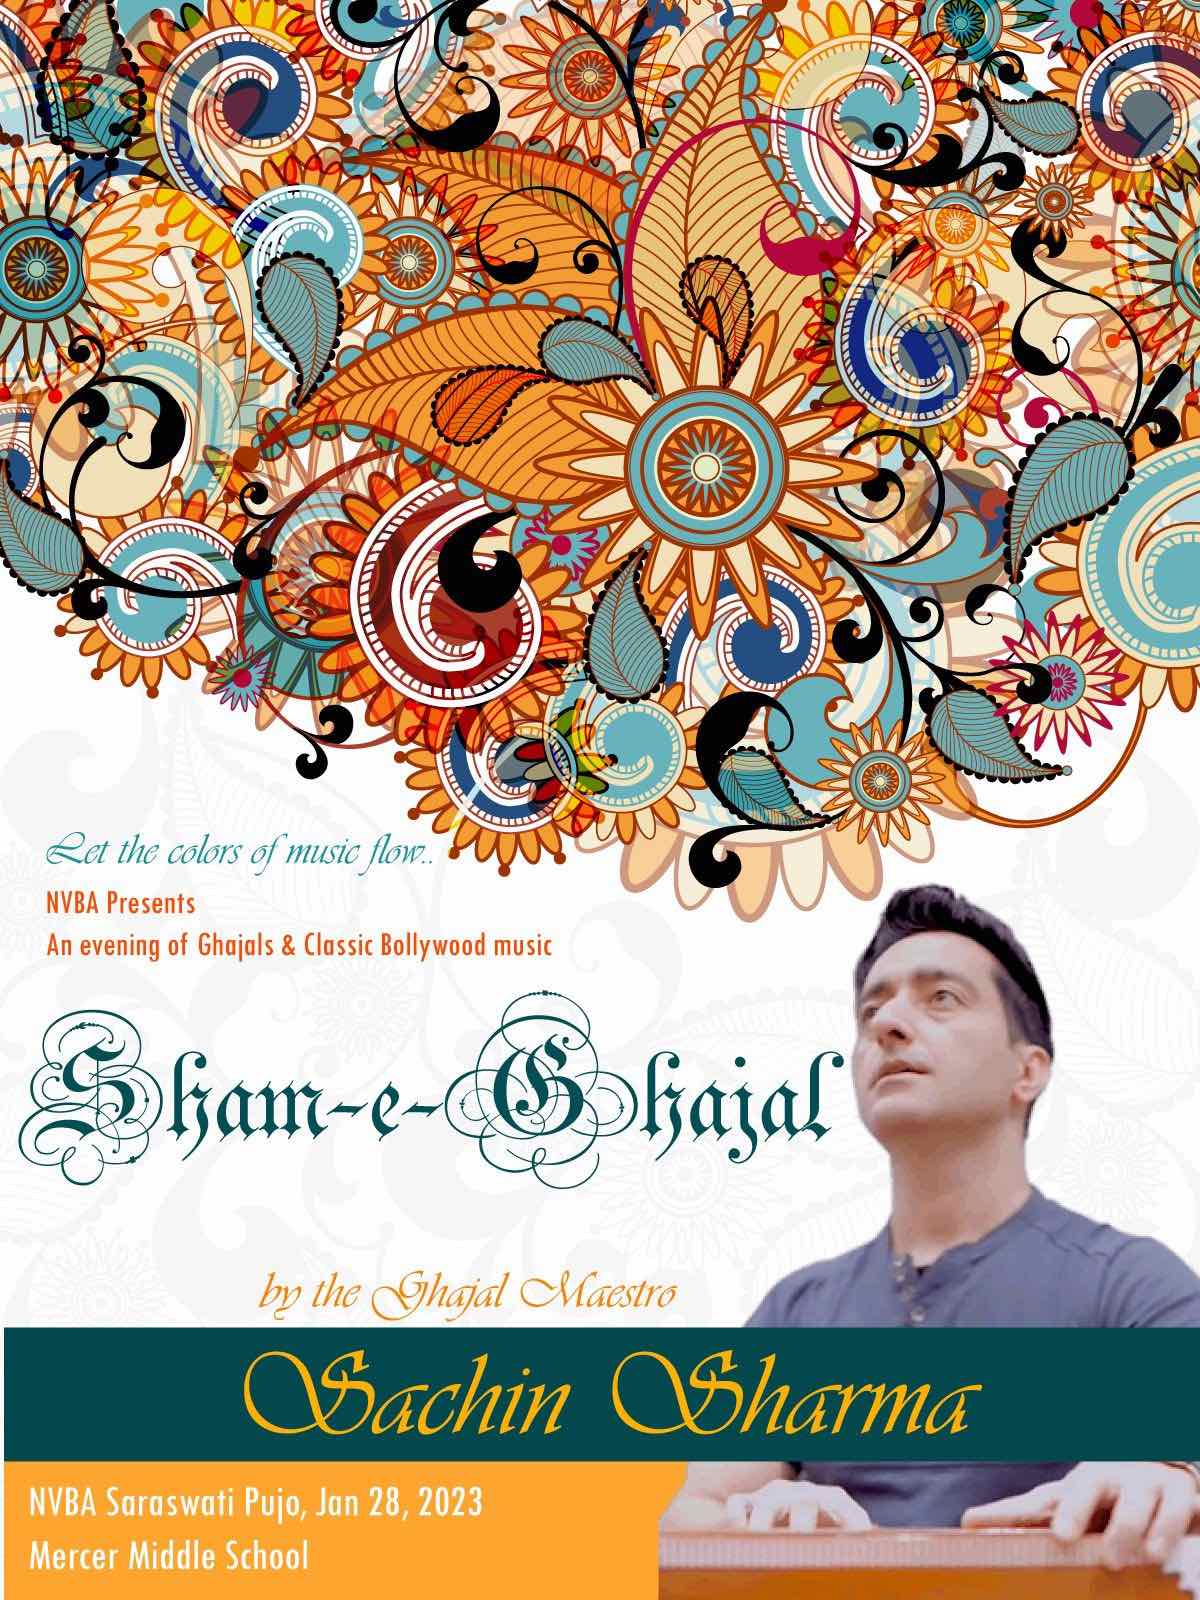 Let the colors of music flow..
NVBA Presents
An evening of Ghajals & Classic Bollywood music
Sham-e-Ghajal
by the Ghajal Maestro
Sachin Sharma
NVBA Saraswati Pujo, Jan 28, 2023
Mercer Middle School